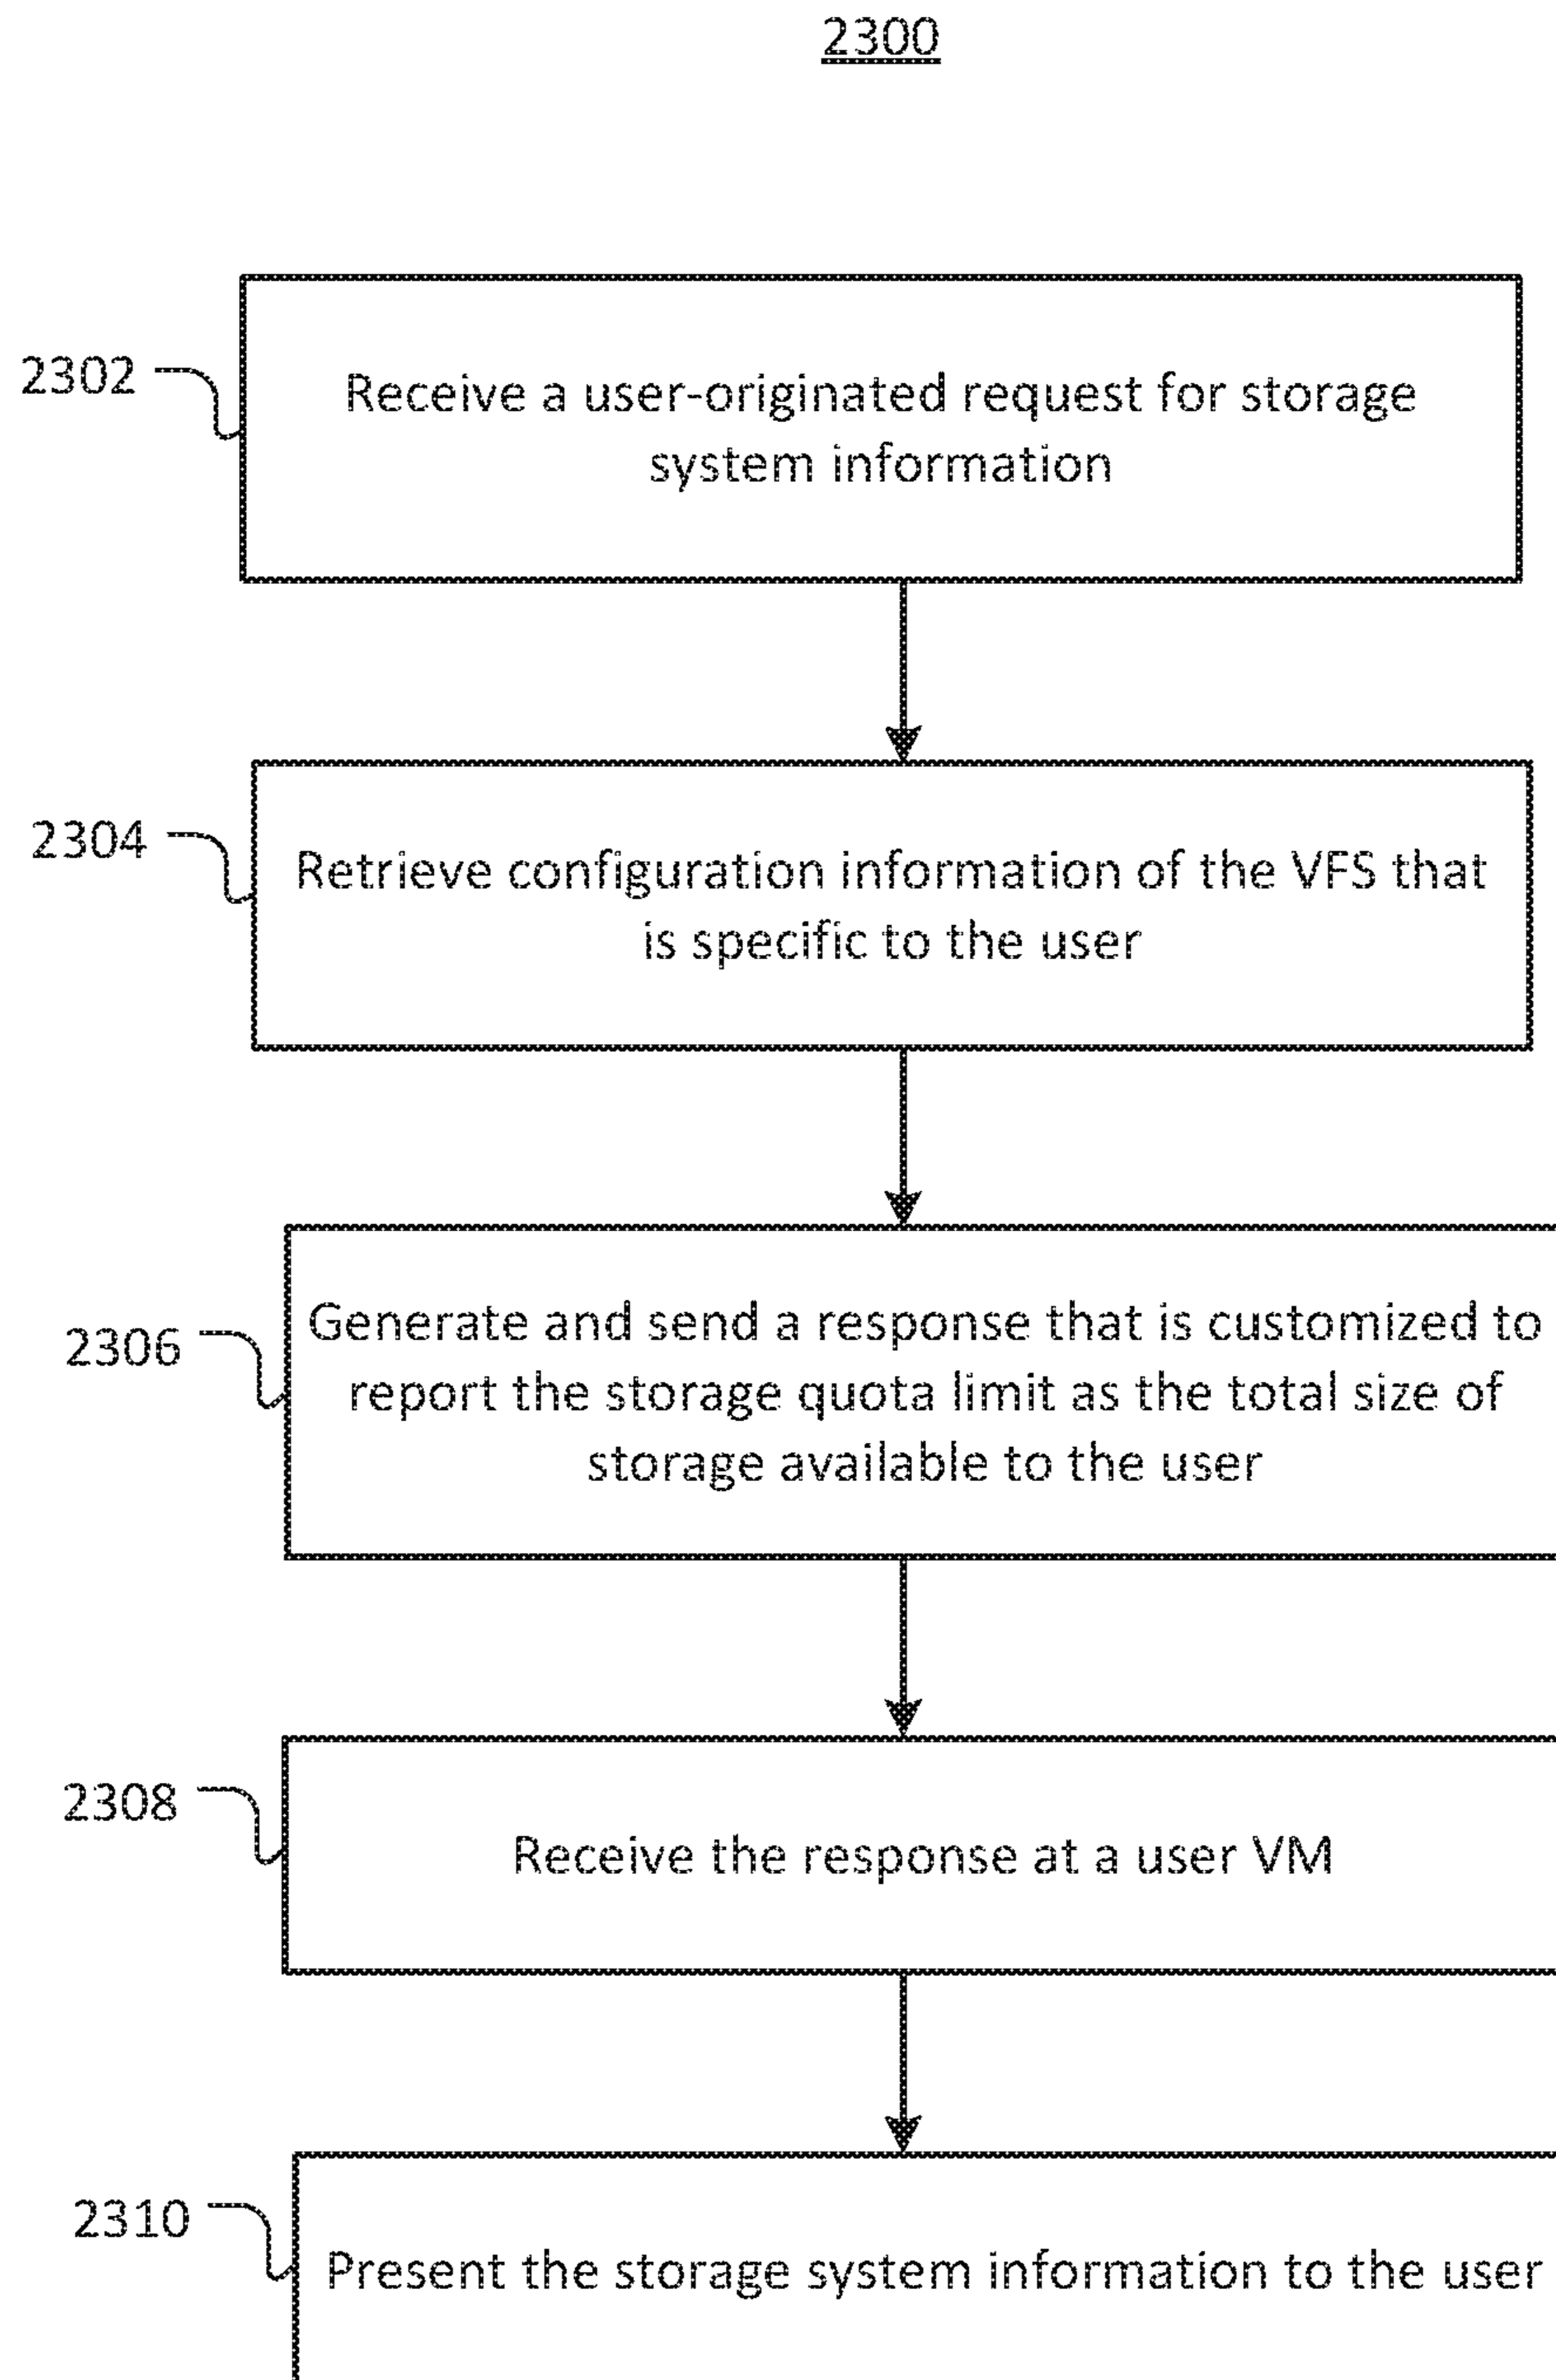 2300
2302
Receive a user-originated request for storage
system information
2304
Retrieve configuration information of the VFS that
is specific to the user
2306
Generate and send a response that is customized to
report the storage quota limit as the total size of
storage available to the user
2308
Receive the response at a user VM
2310
Present the storage system information to the user